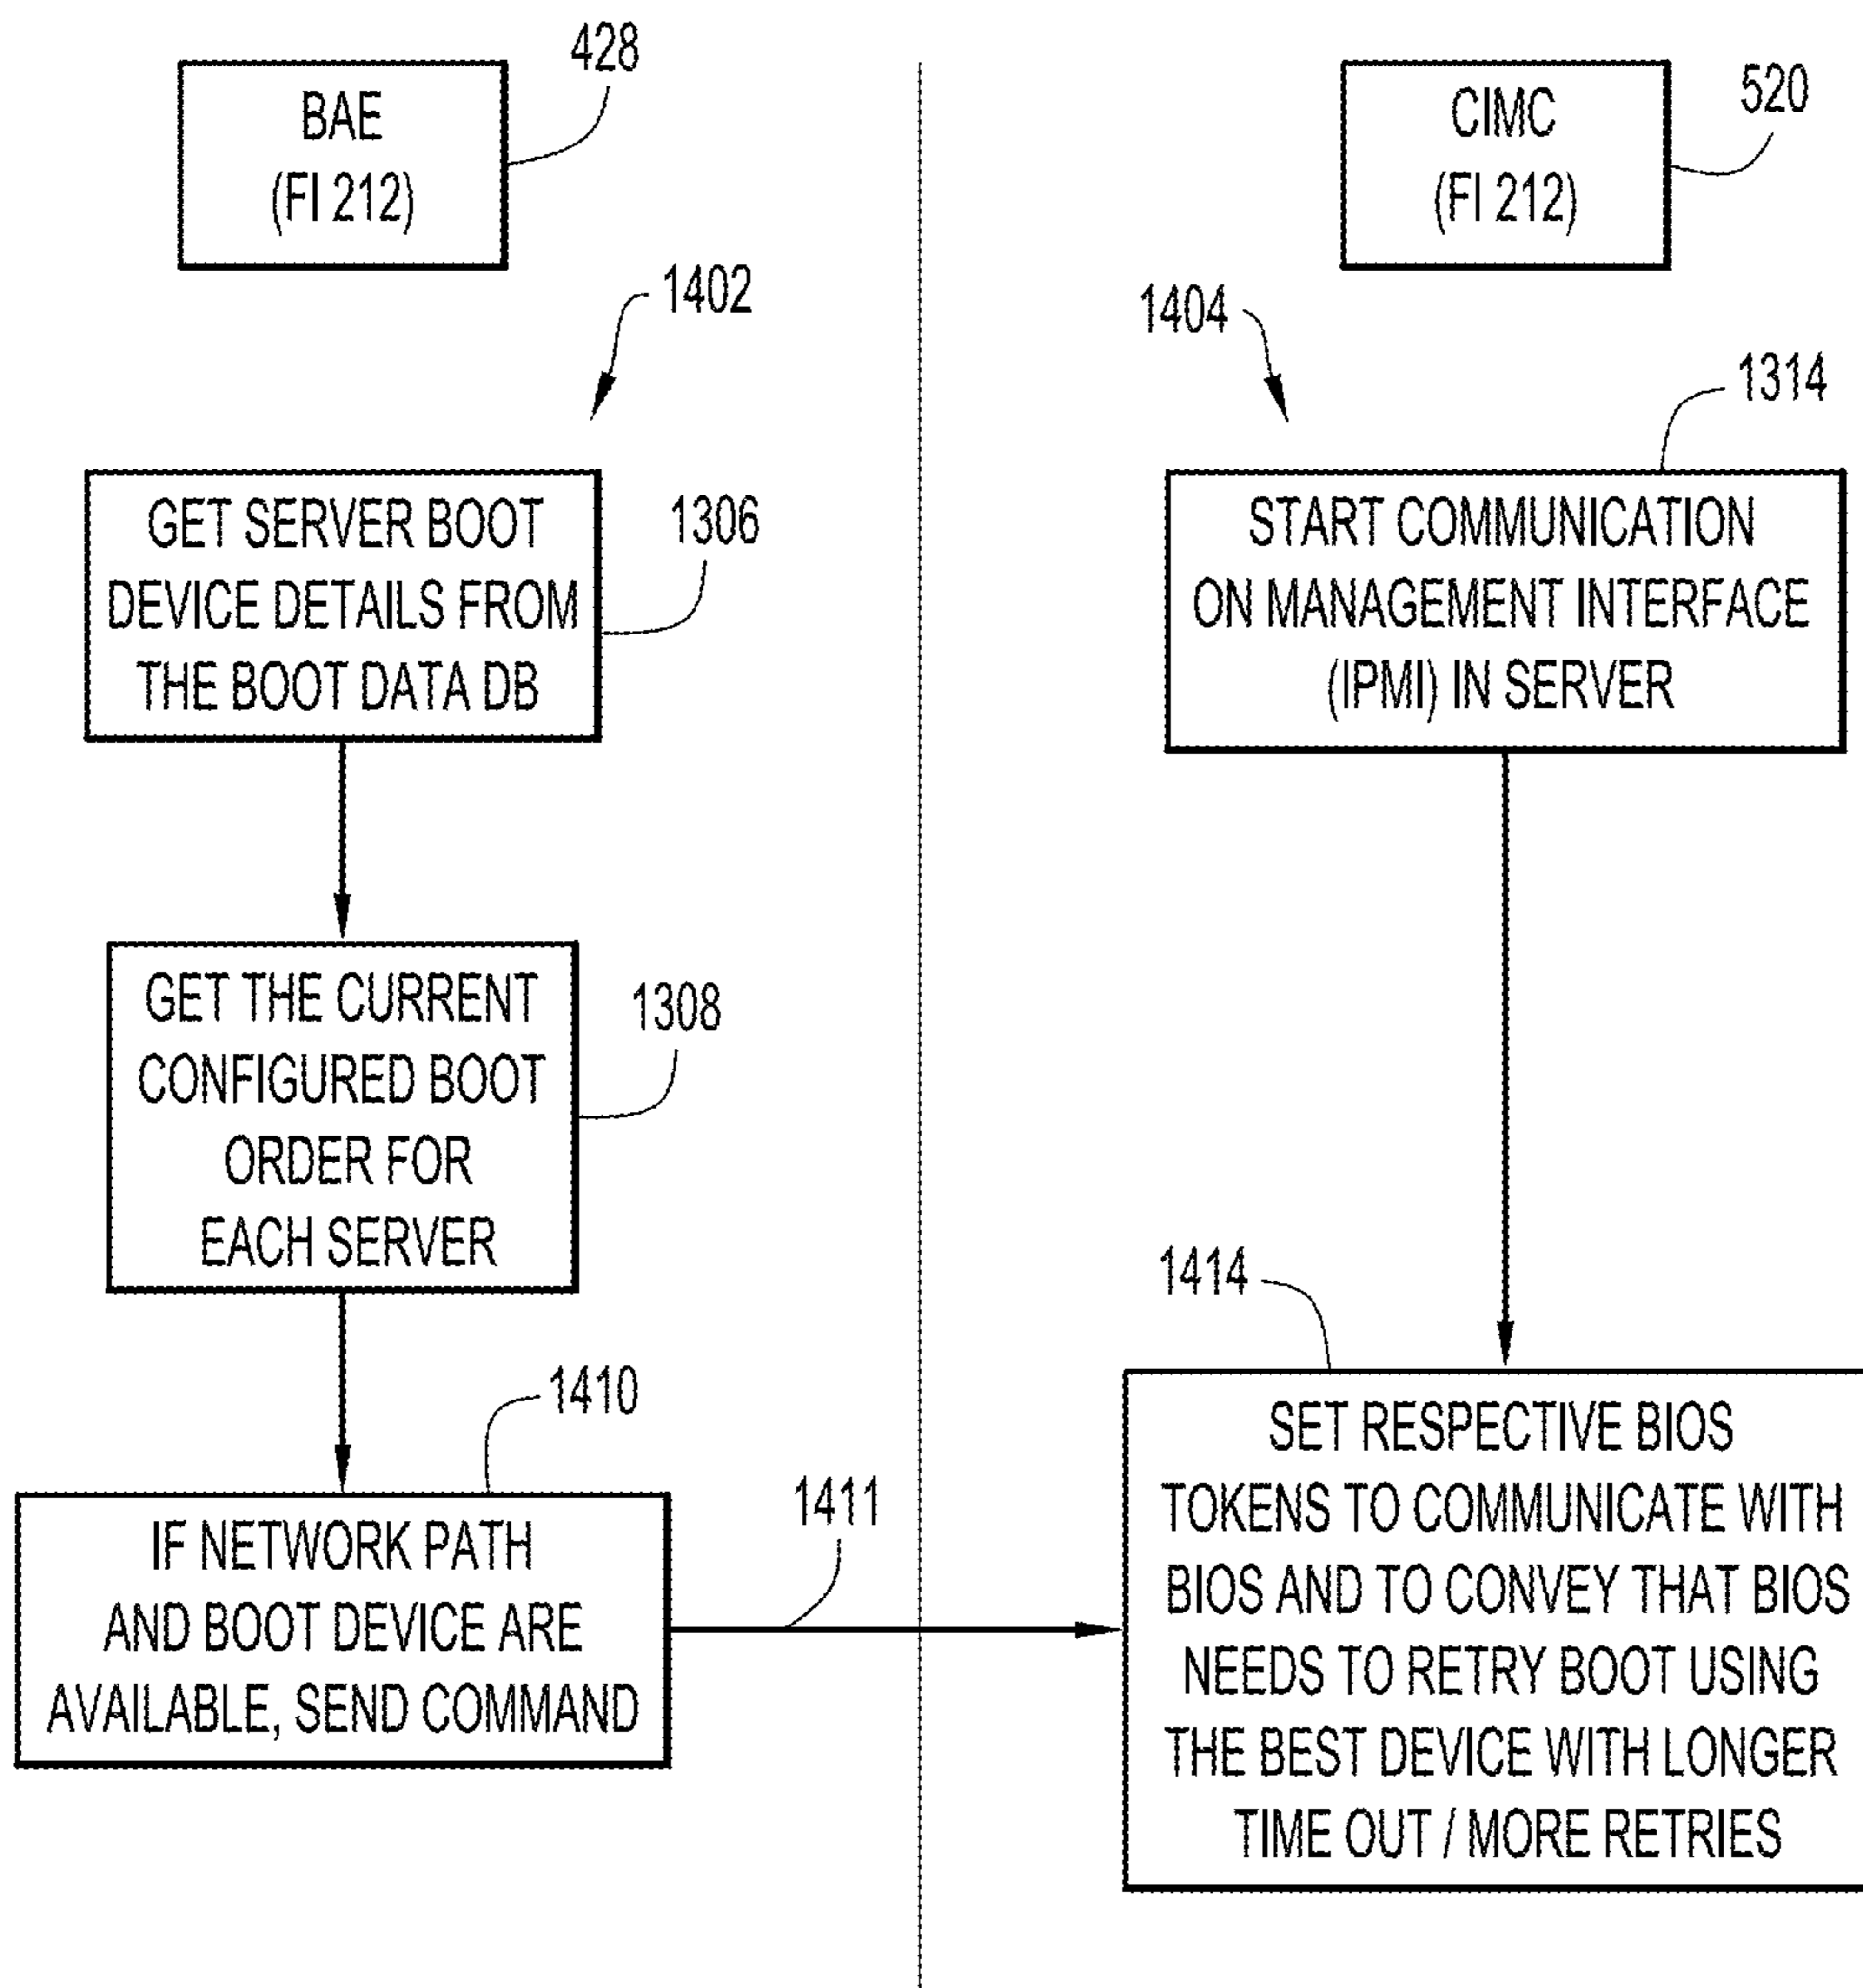 428
BAE
(FI 212)
1402
GET SERVER BOOT
DEVICE DETAILS FROM
THE BOOT DATA DB
1306
GET THE CURRENT
CONFIGURED BOOT
ORDER FOR
EACH SERVER
1308
1410
IF NETWORK PATH
AND BOOT DEVICE ARE
AVAILABLE, SEND COMMAND
1411
520
CIMC
(FI 212)
1404
1314
START COMMUNICATION
ON MANAGEMENT INTERFACE
(IPMI) IN SERVER
1414
SET RESPECTIVE BIOS
TOKENS TO COMMUNICATE WITH
BIOS AND TO CONVEY THAT BIOS
NEEDS TO RETRY BOOT USING
THE BEST DEVICE WITH LONGER
TIME OUT / MORE RETRIES